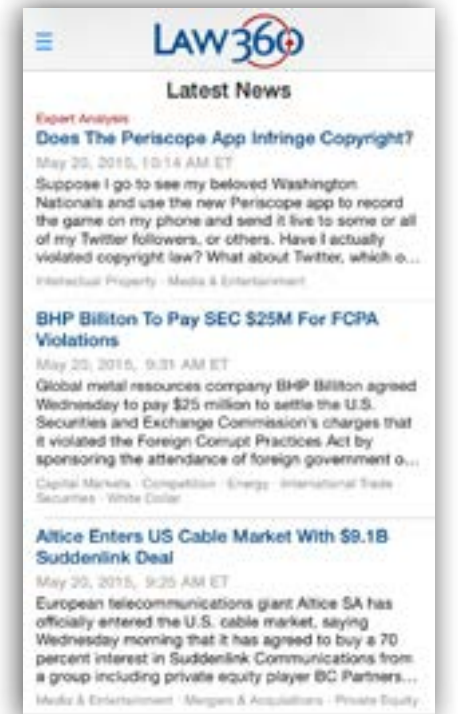 LAW360
Latest News
Expert Analysis
Does The Periscope App Infringe Copyright?
May 20, 2015, 10:14 AM ET
Suppose I go to see my beloved Washington
Nationals and use the new Periscope app to record
the game on my phone and send it live to some or all
of my Twitter followers, or others. Have I actually
violated copyright law? What about Twitter, which o...
Intellectual Property · Media & Entertainment
BHP Billiton To Pay SEC $25M For FCPA
Violations
May 20, 2015, 9:31 AM ET
Global metal resources company BHP Billiton agreed
Wednesday to pay $25 million to settle the U.S.
Securities and Exchange Commission's charges that
it violated the Foreign Corrupt Practices Act by
sponsoring the attendance of foreign government o...
Capital Markets · Competition · Energy · International Trade
Securities · White Collar
Altice Enters US Cable Market With $9.1B
Suddenlink Deal
May 20, 2015, 9:25 AM ET
European telecommunications giant Altice SA has
officially entered the U.S. cable market, saying
Wednesday morning that it has agreed to buy a 70
percent interest in Suddenlink Communications from
a group including private equity player BC Partners...
Media & Entertainment · Mergers & Acquisitions · Private Equity